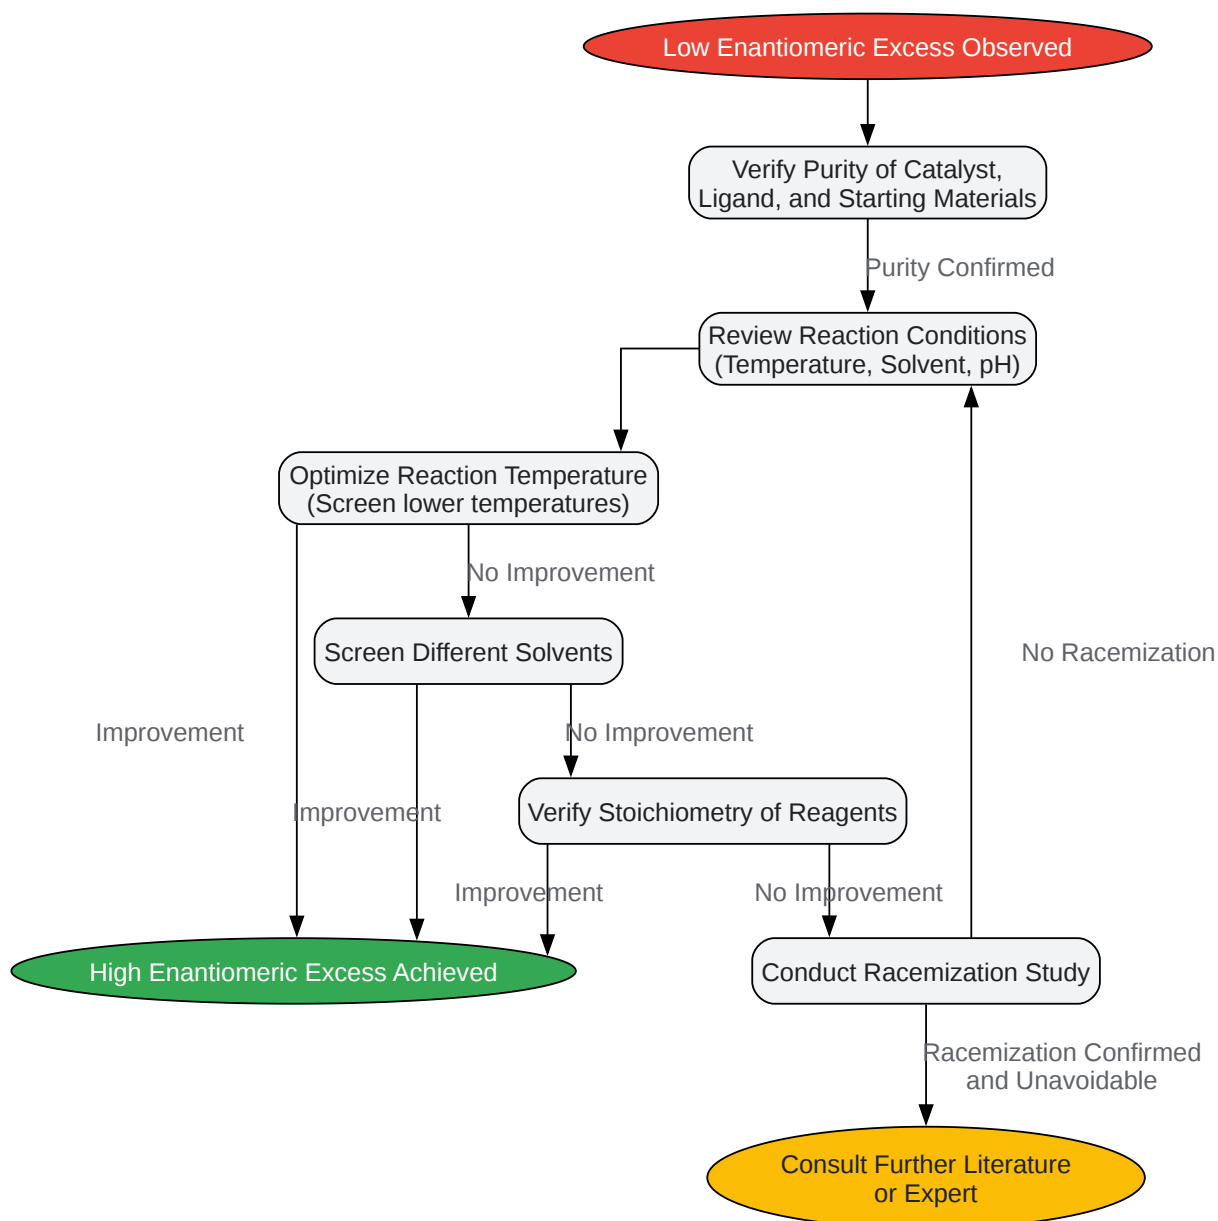 Low Enantiomeric Excess Observed
Verify Purity of Catalyst,
Ligand, and Starting Materials
Purity Confirmed
Review Reaction Conditions
(Temperature, Solvent, pH)
Optimize Reaction Temperature
(Screen lower temperatures)
No Improvement
Screen Different Solvents
No Racemization
Improvement
No Improvement
Improvement
Verify Stoichiometry of Reagents
Improvement
No Improvement
High Enantiomeric Excess Achieved
Conduct Racemization Study
Racemization Confirmed
and Unavoidable
Consult Further Literature
or Expert